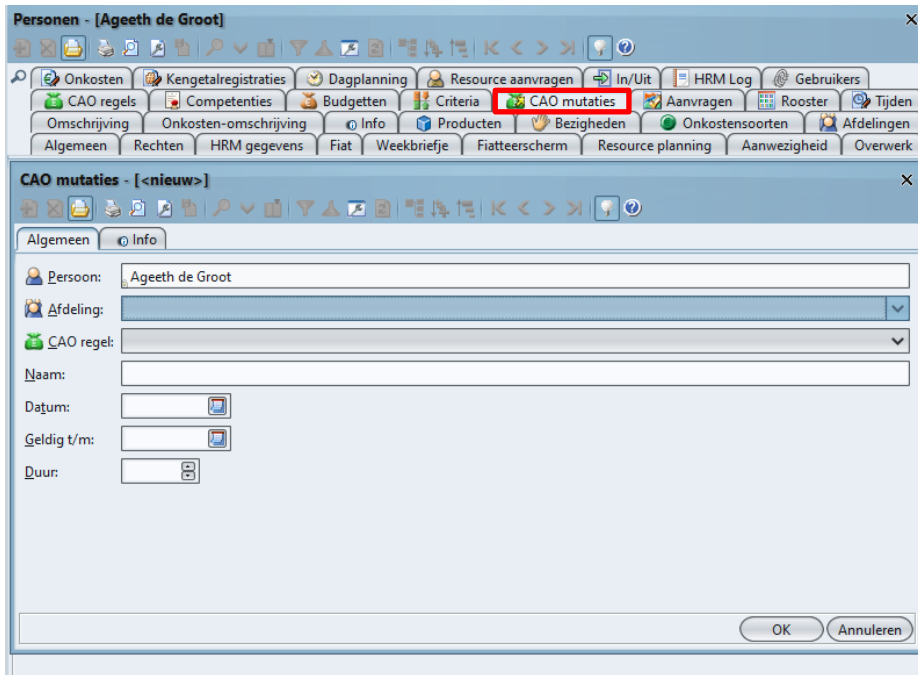 Personen - [Ageeth de Groot]
Onkosten Kengetalregistraties Dagplanning Resource aanvragen In/Uit HRM Log Gebruikers
CAO regels Competenties Budgetten Criteria CAO mutaties Aanvragen Rooster Tijden
Omschrijving Onkosten-omschrijving Info Producten Bezigheden Onkostensoorten Afdelingen
Algemeen Rechten HRM gegevens Fiat Weekbriefje Fiatteerscherm Resource planning Aanwezigheid Overwerk
CAO mutaties - [<nieuw>]
Algemeen Info
Persoon: Ageeth de Groot
Afdeling:
CAO regel:
Naam:
Datum:
Geldig t/m:
Duur:
OK Annuleren